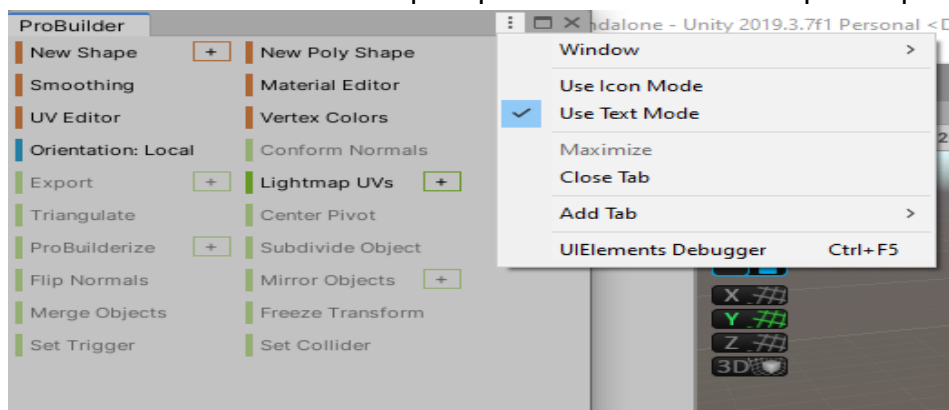 ProBuilder
ndalone - Unity 2019.3.7f1 Personal <D
New Shape + New Poly Shape
Smoothing Material Editor
UV Editor Vertex Colors
Orientation: Local Conform Normals
Export + Lightmap UVs +
Triangulate Center Pivot
ProBuilderize + Subdivide Object
Flip Normals Mirror Objects +
Merge Objects Freeze Transform
Set Trigger Set Collider
Window >
Use Icon Mode
Use Text Mode
Maximize
Close Tab
Add Tab >
UIElements Debugger Ctrl+F5
2
X
Y
Z
3D